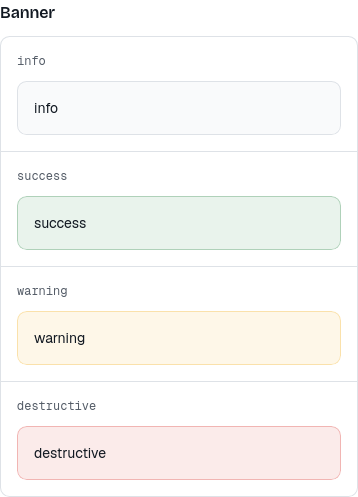 Banner
info
info
success
success
warning
warning
destructive
destructive